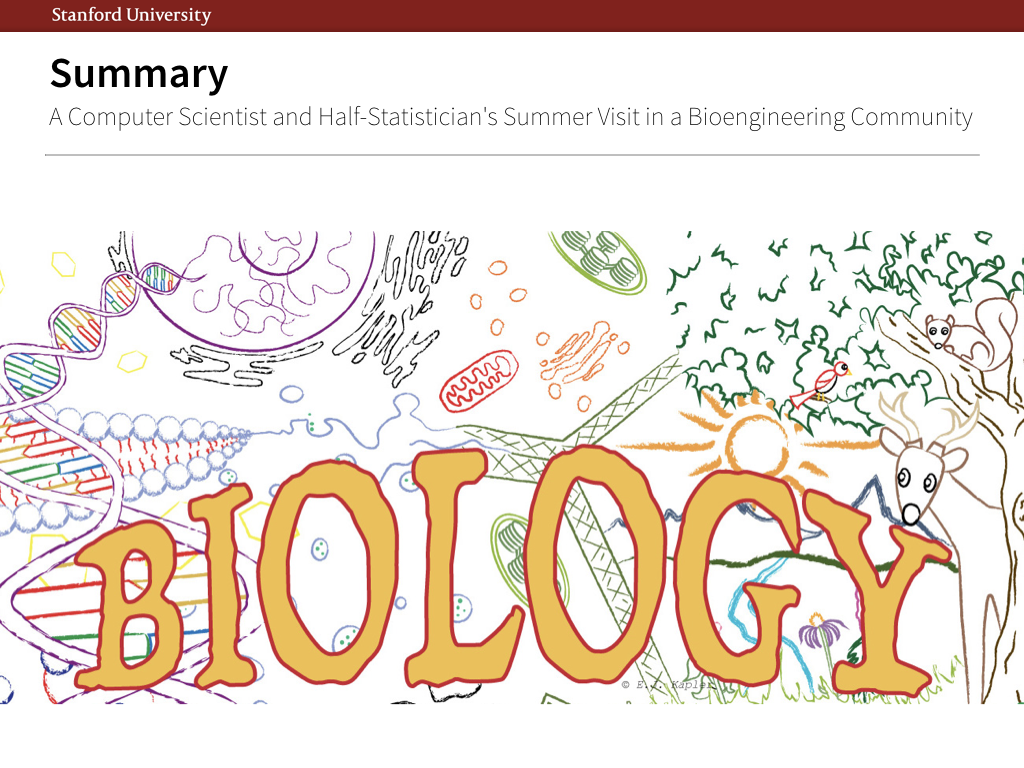 Stanford University
Summary
A Computer Scientist and Half-Statistician's Summer Visit in a Bioengineering Community
BIOLOGY
© E.J. Kapler